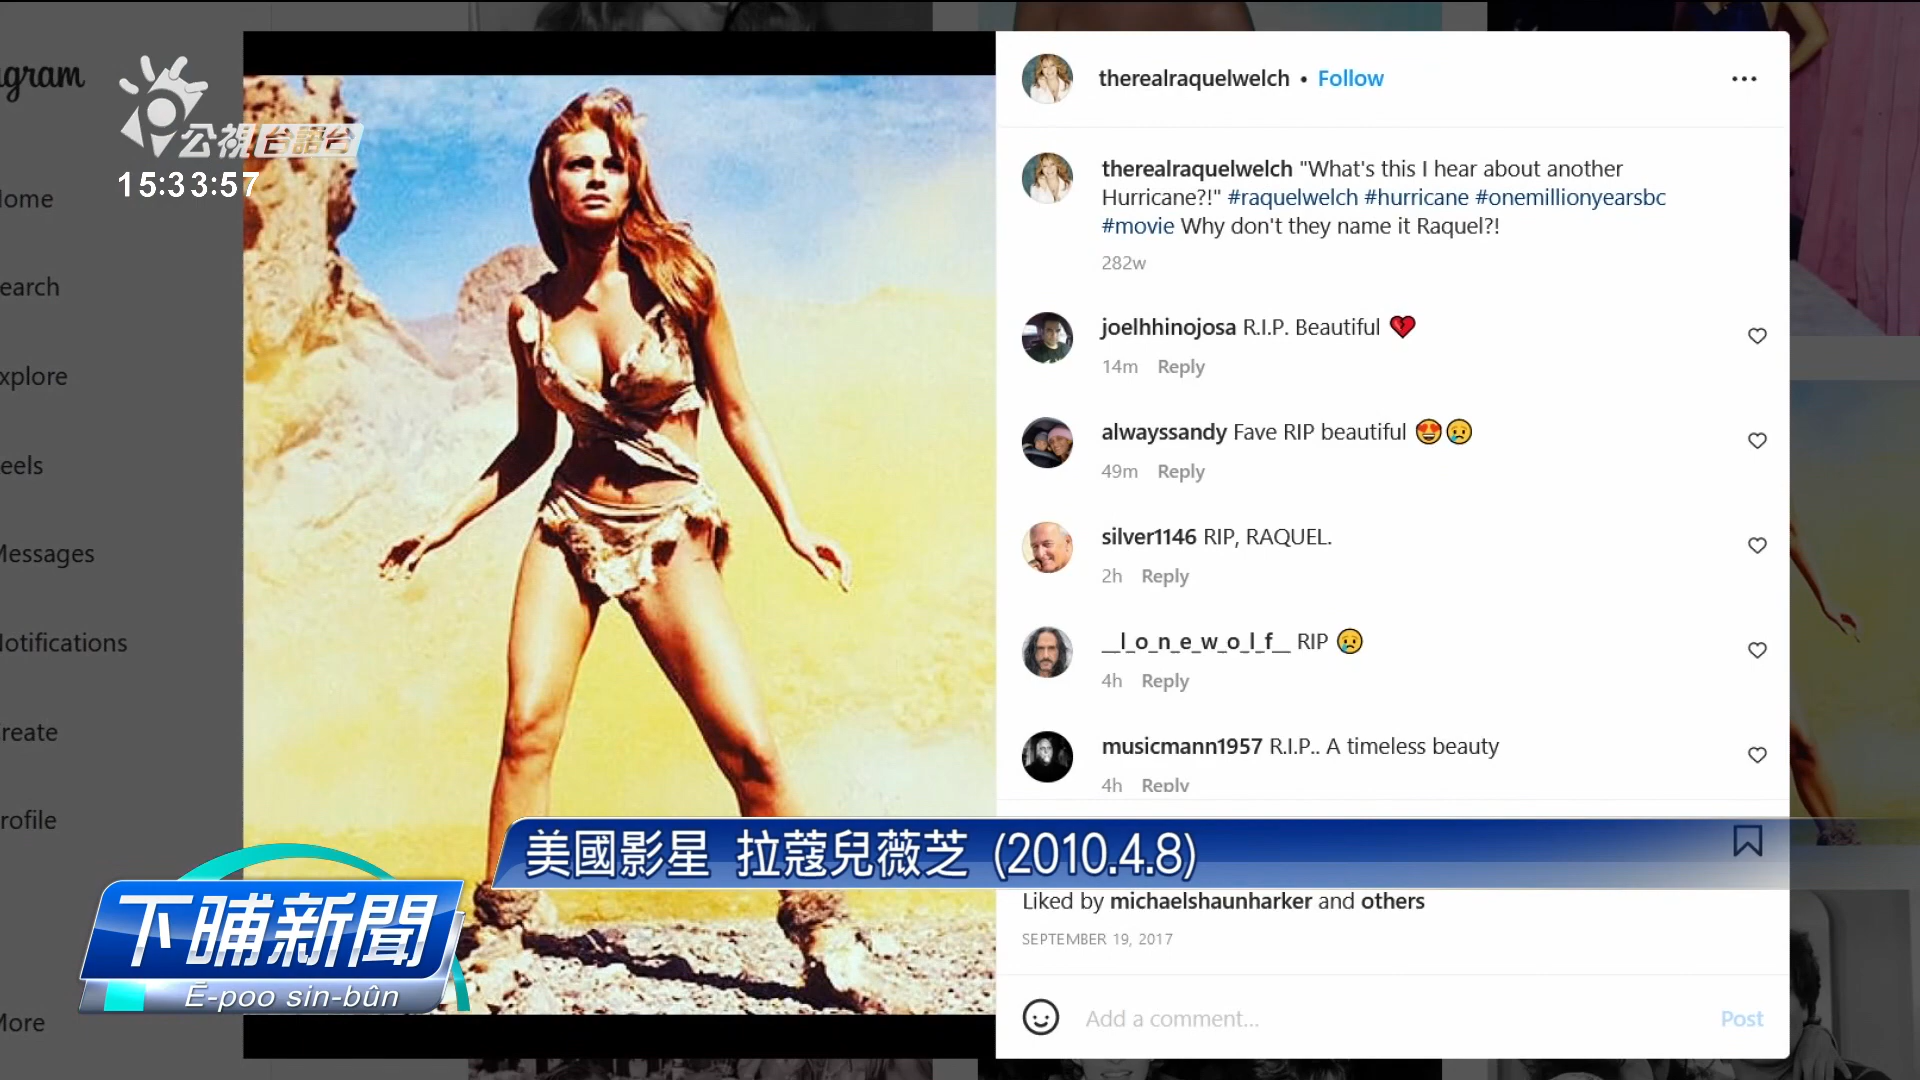 gram
公視台語台
15:33:57
ome
earch
xplore
eels
Messages
otifications
reate
rofile
More
therealraquelwelch • Follow
therealraquelwelch "What's this I hear about another
Hurricane?!" #raquelwelch #hurricane #onemillionyearsbc
#movie Why don't they name it Raquel?!
282w
joelhhinojosa R.I.P. Beautiful 💔
14m Reply
alwayssandy Fave RIP beautiful 😍😢
49m Reply
silver1146 RIP, RAQUEL.
2h Reply
__l_o_n_e_w_o_l_f__ RIP 😢
4h Reply
musicmann1957 R.I.P.. A timeless beauty
4h Reply
美國影星 拉蔻兒薇芝 (2010.4.8)
Liked by michaelshaunharker and others
SEPTEMBER 19, 2017
Add a comment...
Post
下晡新聞
Ē-poo sin-bûn